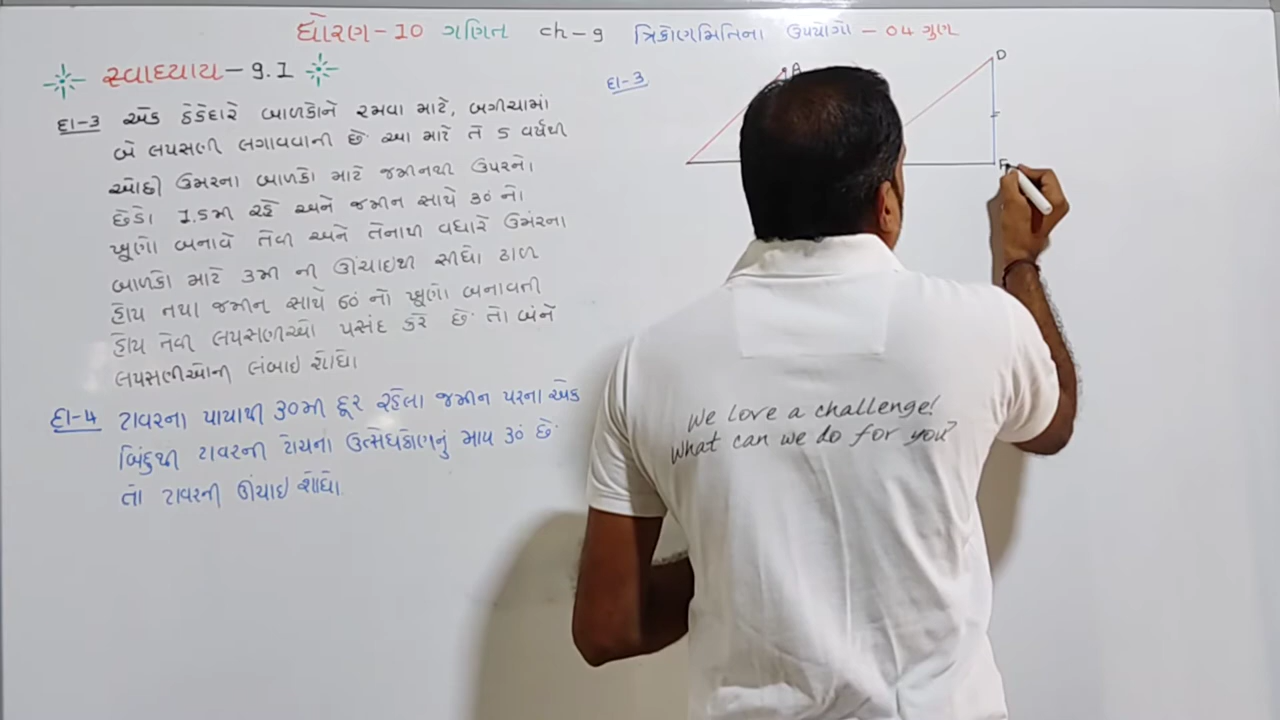 ધોરણ-10 ગણિત ch-9 ત્રિકોણમિતિના ઉપયોગો - 04 ગુણ
સ્વાધ્યાય-9.1
દા-3 એક ઠેકેદારે બાળકોને રમવા માટે, બગીચામાં
બે લપસણી લગાવવાની છે આ માટે તે 5 વર્ષથી
ઓછી ઉંમરના બાળકો માટે જમીનથી ઉપરનો
છેડો 1.5મી રહે અને જમીન સાથે 30° નો
ખૂણો બનાવે તેવી અને તેનાથી વધારે ઉંમરના
બાળકો માટે 3મી ની ઊંચાઇથી સીધો ઢાળ
હોય તથા જમીન સાથે 60° નો ખૂણો બનાવતી
હોય તેવી લપસણીઓ પસંદ કરે છે તો બંને
લપસણીઓની લંબાઇ શોધો
દા-4 ટાવરના પાયાથી 30મી દૂર રહેલા જમીન પરના એક
બિંદુથી ટાવરની ટોચના ઉત્સેધકોણનું માપ 30° છે
તો ટાવરની ઊંચાઇ શોધો.
દા-3
A
D
We love a challenge!
What can we do for you?